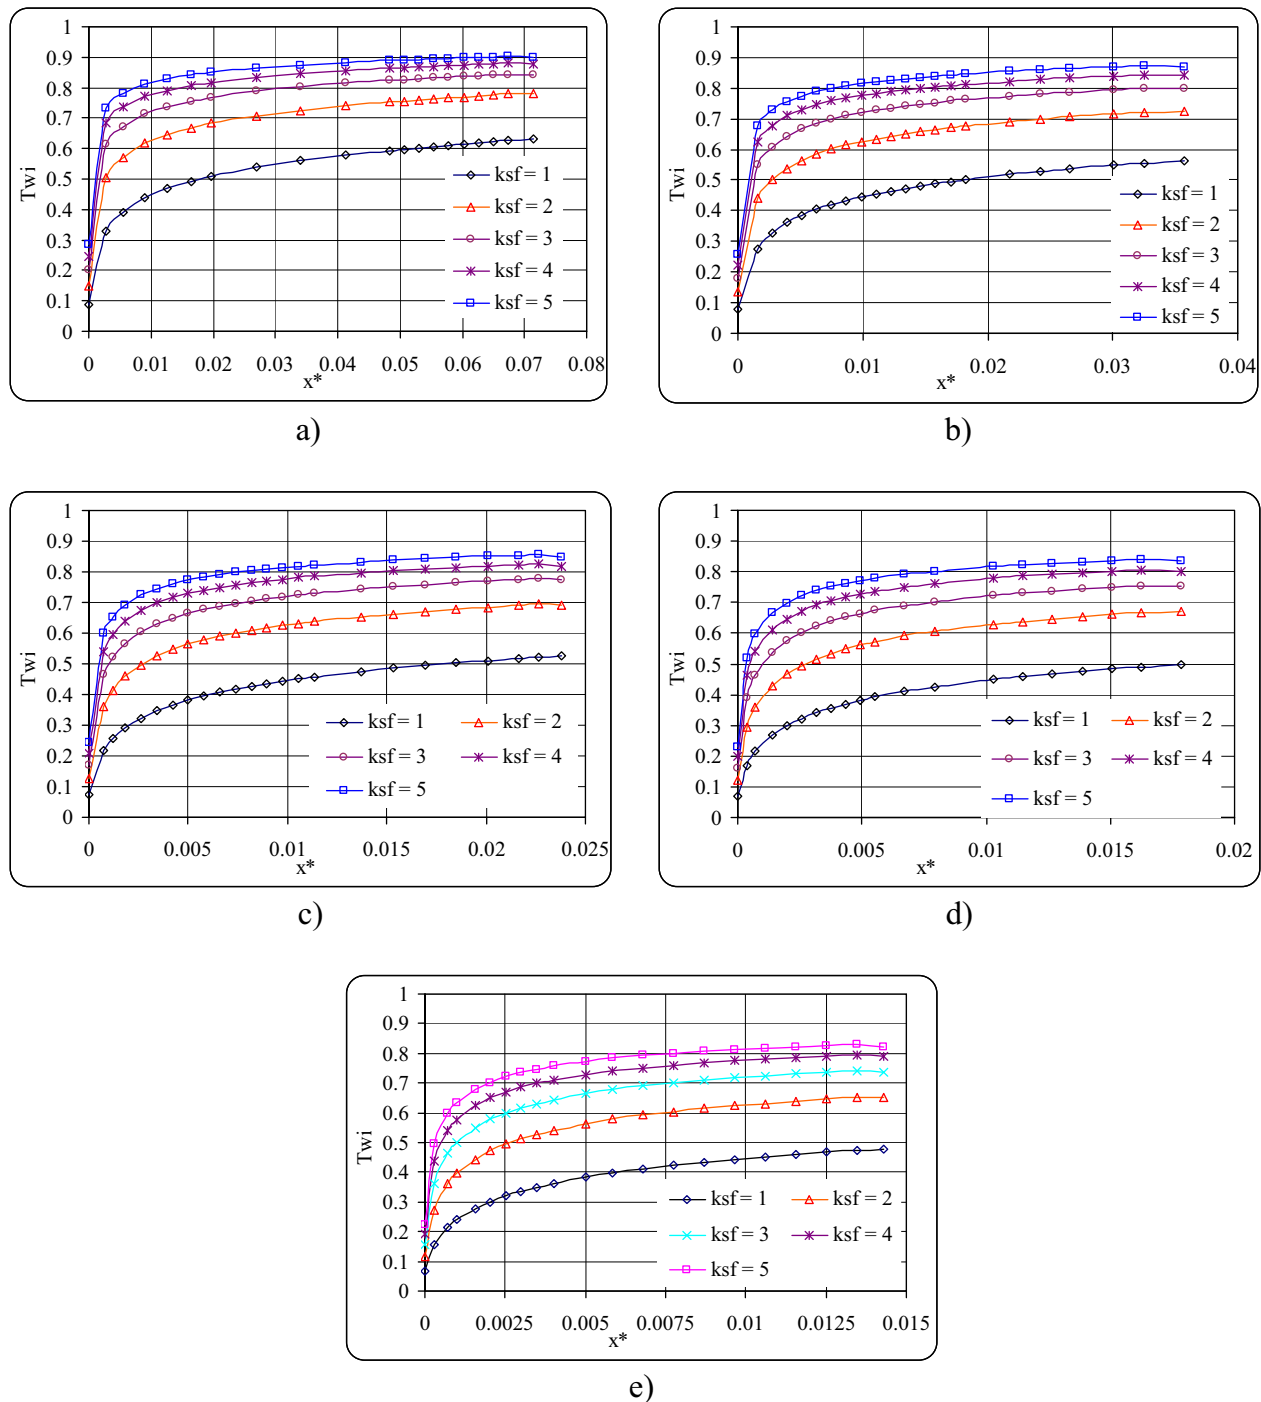 1
0.9
0.8
0.7
0.6
0.5
0.4
0.3
0.2
0.1
0
Twi
ksf = 1
ksf = 2
ksf = 3
ksf = 4
ksf = 5
0 0.01 0.02 0.03 0.04 0.05 0.06 0.07 0.08
x*
a)
1
0.9
0.8
0.7
0.6
0.5
0.4
0.3
0.2
0.1
0
Twi
ksf = 1
ksf = 2
ksf = 3
ksf = 4
ksf = 5
0 0.01 0.02 0.03 0.04
x*
b)
1
0.9
0.8
0.7
0.6
0.5
0.4
0.3
0.2
0.1
0
Twi
ksf = 1 ksf = 2
ksf = 3 ksf = 4
ksf = 5
0 0.005 0.01 0.015 0.02 0.025
x*
c)
1
0.9
0.8
0.7
0.6
0.5
0.4
0.3
0.2
0.1
0
Twi
ksf = 1 ksf = 2
ksf = 3 ksf = 4
ksf = 5
0 0.005 0.01 0.015 0.02
x*
d)
1
0.9
0.8
0.7
0.6
0.5
0.4
0.3
0.2
0.1
0
Twi
ksf = 1 ksf = 2
ksf = 3 ksf = 4
ksf = 5
0 0.0025 0.005 0.0075 0.01 0.0125 0.015
x*
e)